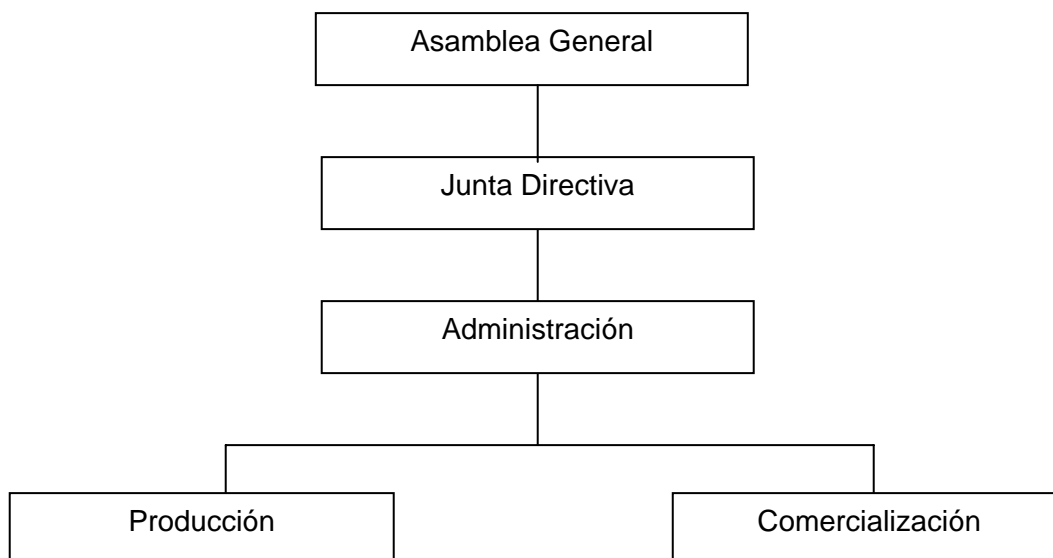 Asamblea General
Junta Directiva
Administración
Producción
Comercialización